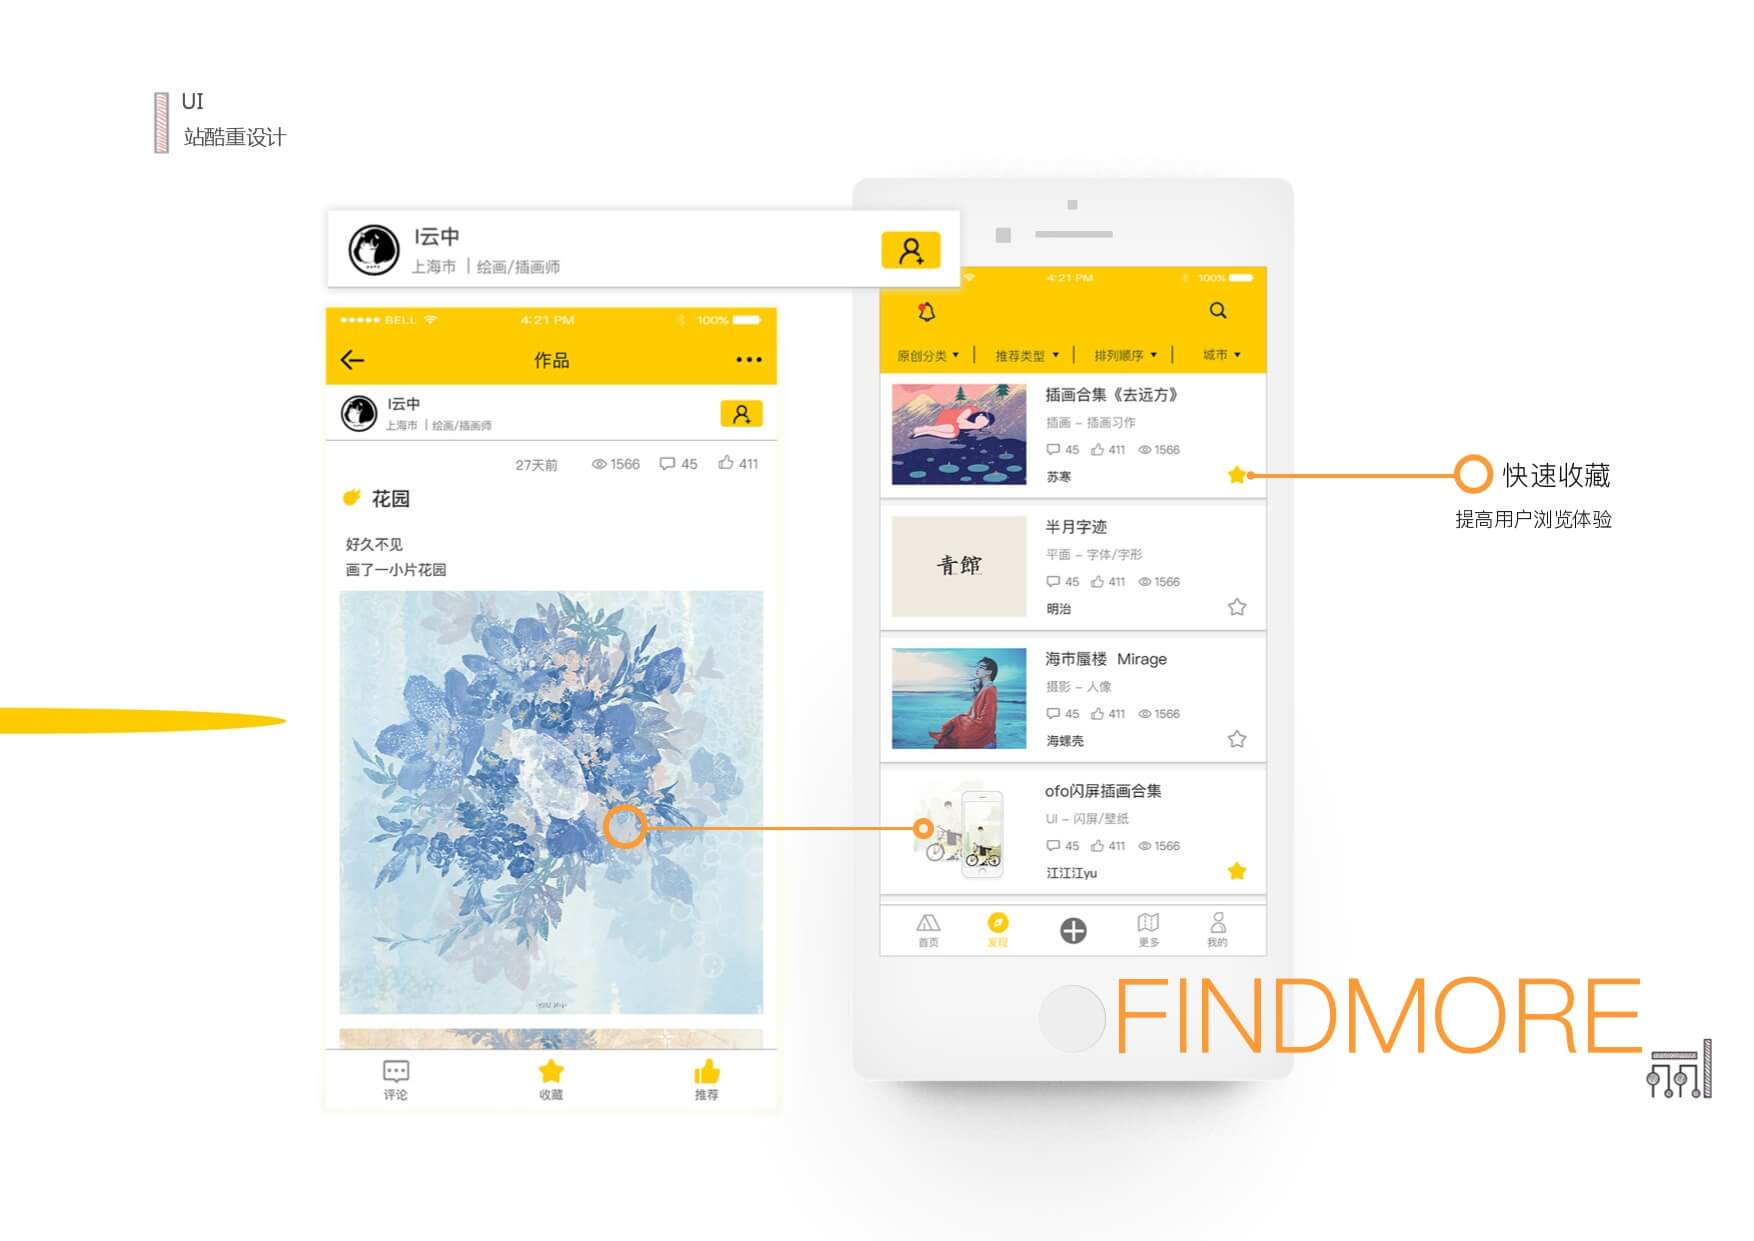 UI
站酷重设计
I云中
上海市 | 绘画/插画师
BELL 4:21 PM 100%
作品
I云中
上海市 | 绘画/插画师
27天前 1566 45 411
花园
好久不见
画了一小片花园
评论 收藏 推荐
4:21 PM 100%
原创分类 推荐类型 排列顺序 城市
插画合集《去远方》
插画 – 插画习作
45 411 1566
苏寒
青館
半月字迹
平面 – 字体/字形
45 411 1566
明治
海市蜃楼 Mirage
摄影 – 人像
45 411 1566
海螺壳
ofo闪屏插画合集
UI – 闪屏/壁纸
45 411 1566
江江江yu
首页 发现 更多 我的
快速收藏
提高用户浏览体验
FINDMORE